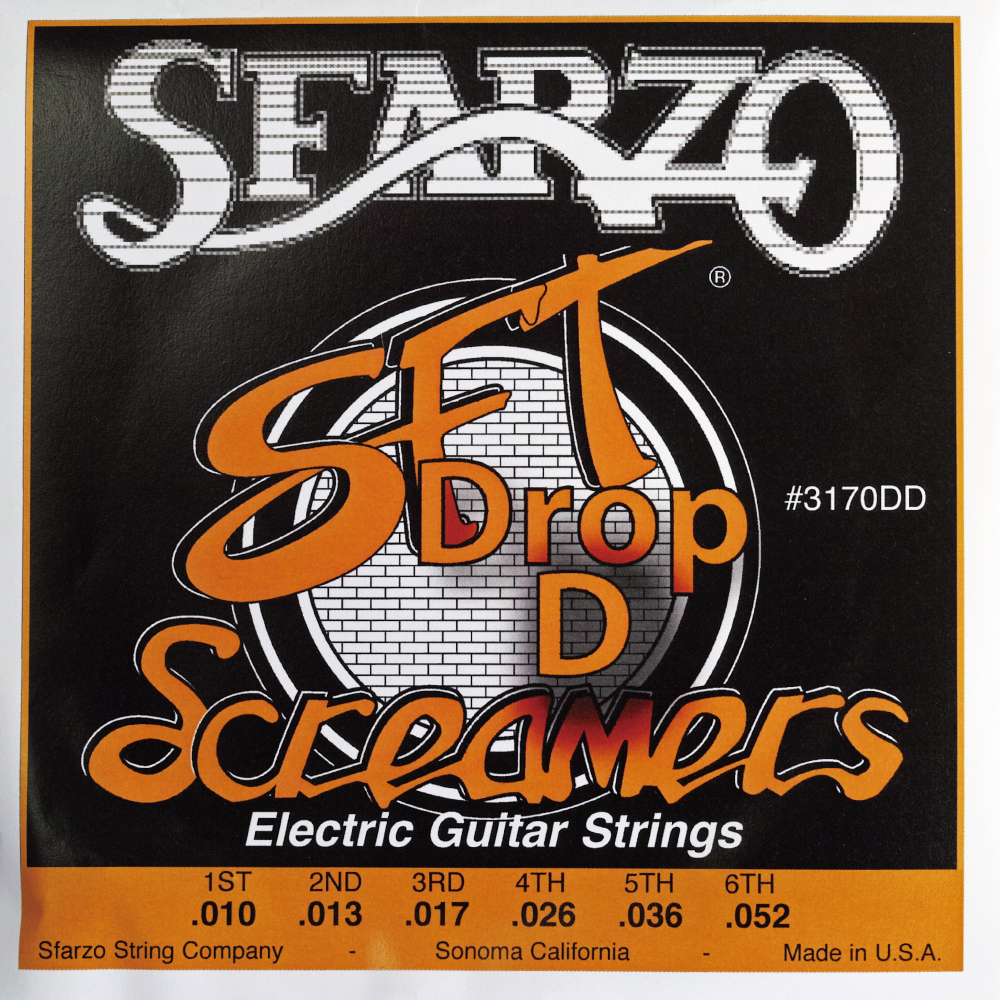 SFARZO
®
SFT
Drop
D
#3170DD
Screamers
Electric Guitar Strings
1ST 2ND 3RD 4TH 5TH 6TH
.010 .013 .017 .026 .036 .052
Sfarzo String Company - Sonoma California - Made in U.S.A.